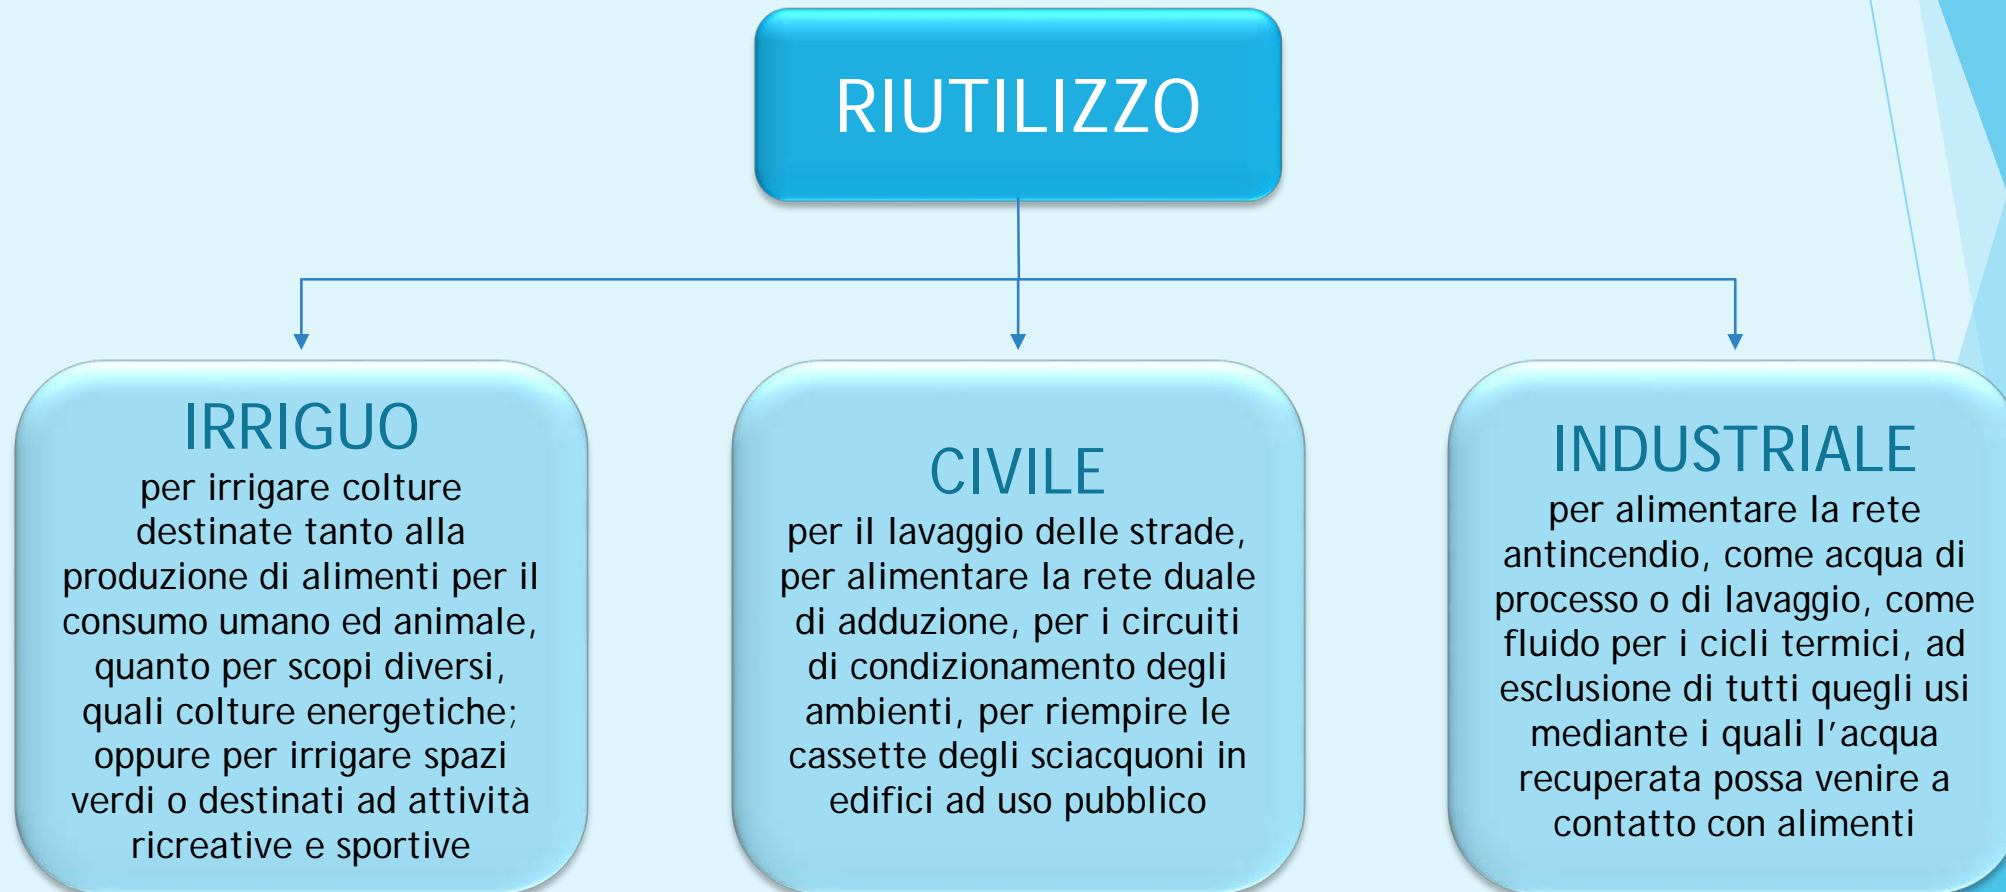 RIUTILIZZO
IRRIGUO
per irrigare colture
destinate tanto alla
produzione di alimenti per il
consumo umano ed animale,
quanto per scopi diversi,
quali colture energetiche;
oppure per irrigare spazi
verdi o destinati ad attività
ricreative e sportive
CIVILE
per il lavaggio delle strade,
per alimentare la rete duale
di adduzione, per i circuiti
di condizionamento degli
ambienti, per riempire le
cassette degli sciacquoni in
edifici ad uso pubblico
INDUSTRIALE
per alimentare la rete
antincendio, come acqua di
processo o di lavaggio, come
fluido per i cicli termici, ad
esclusione di tutti quegli usi
mediante i quali l’acqua
recuperata possa venire a
contatto con alimenti